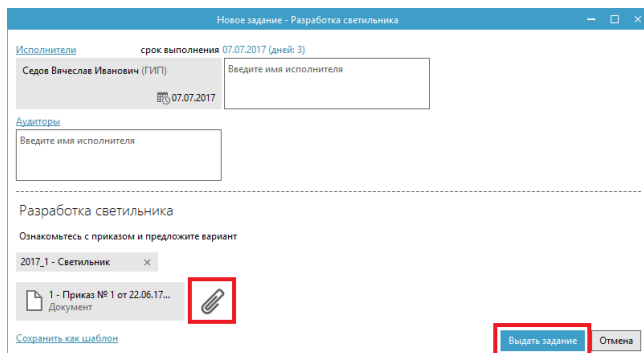 Новое задание - Разработка светильника
Исполнители срок выполнения 07.07.2017 (дней: 3)
Седов Вячеслав Иванович (ГИП) Введите имя исполнителя
07.07.2017
Аудиторы
Введите имя исполнителя
Разработка светильника
Ознакомьтесь с приказом и предложите вариант
2017_1 - Светильник ×
1 - Приказ № 1 от 22.06.17...
Документ
Сохранить как шаблон Выдать задание Отмена